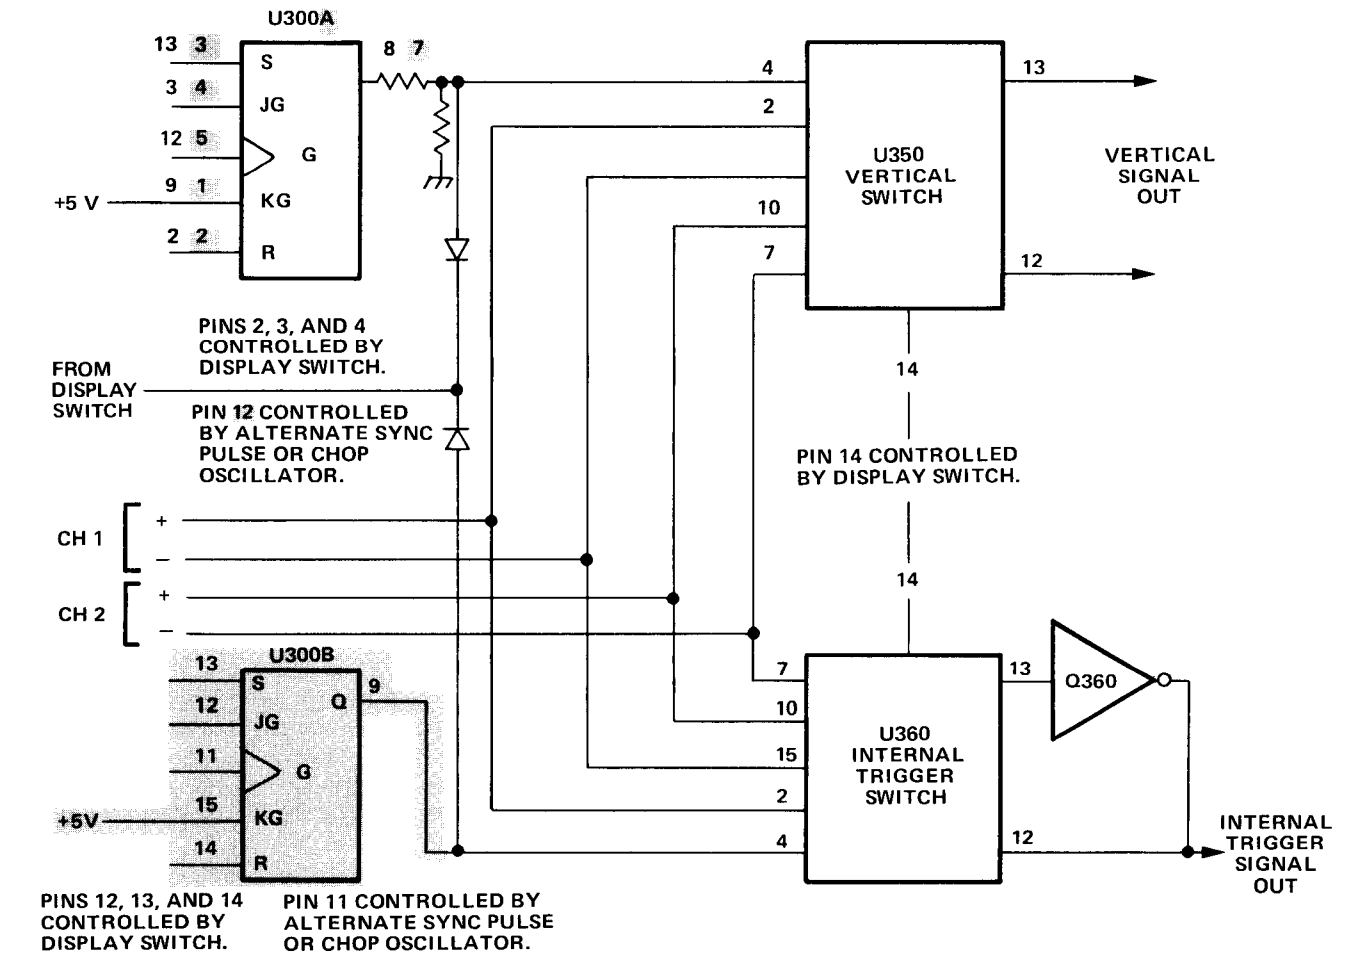 U300A
13 3
S
3 4
JG
12 5
G
9 1
+5 V
KG
2 2
R
8 7
4
2
10
7
U350
VERTICAL
SWITCH
13
12
VERTICAL
SIGNAL
OUT
PINS 2, 3, AND 4
CONTROLLED BY
DISPLAY SWITCH.
FROM
DISPLAY
SWITCH
PIN 12 CONTROLLED
BY ALTERNATE SYNC
PULSE OR CHOP
OSCILLATOR.
14
PIN 14 CONTROLLED
BY DISPLAY SWITCH.
14
CH 1
+
−
CH 2
+
−
U300B
13
S
12
JG
11
G
15
+5V
KG
14
R
Q
9
7
10
15
2
4
U360
INTERNAL
TRIGGER
SWITCH
13
12
Q360
INTERNAL
TRIGGER
SIGNAL
OUT
PINS 12, 13, AND 14
CONTROLLED BY
DISPLAY SWITCH.
PIN 11 CONTROLLED BY
ALTERNATE SYNC PULSE
OR CHOP OSCILLATOR.